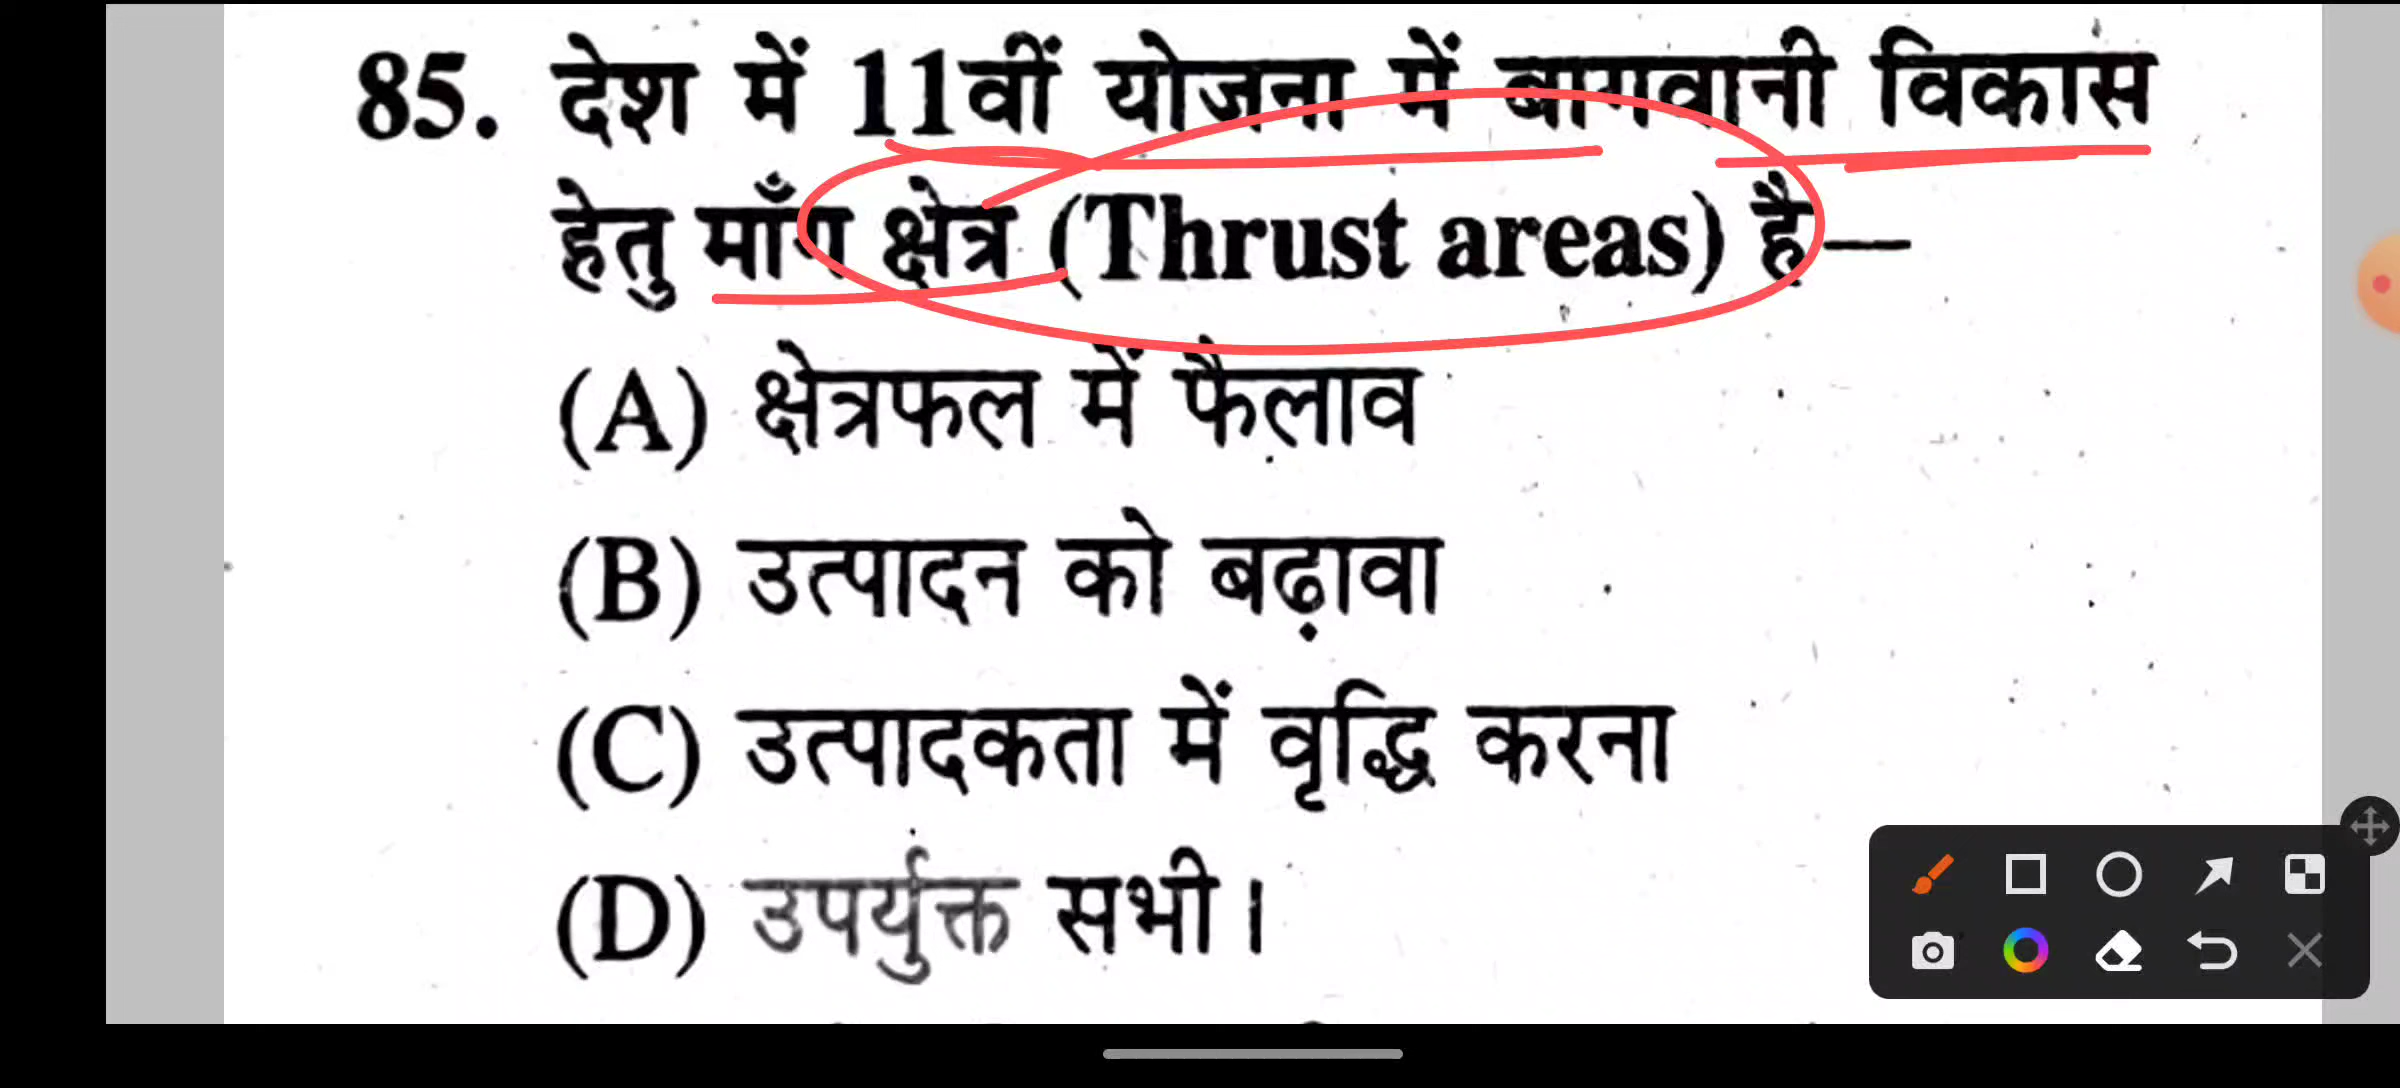 85. देश में 11वीं योजना में बागवानी विकास
हेतु माँग क्षेत्र (Thrust areas) है—
(A) क्षेत्रफल में फैलाव
(B) उत्पादन को बढ़ावा
(C) उत्पादकता में वृद्धि करना
(D) उपर्युक्त सभी।